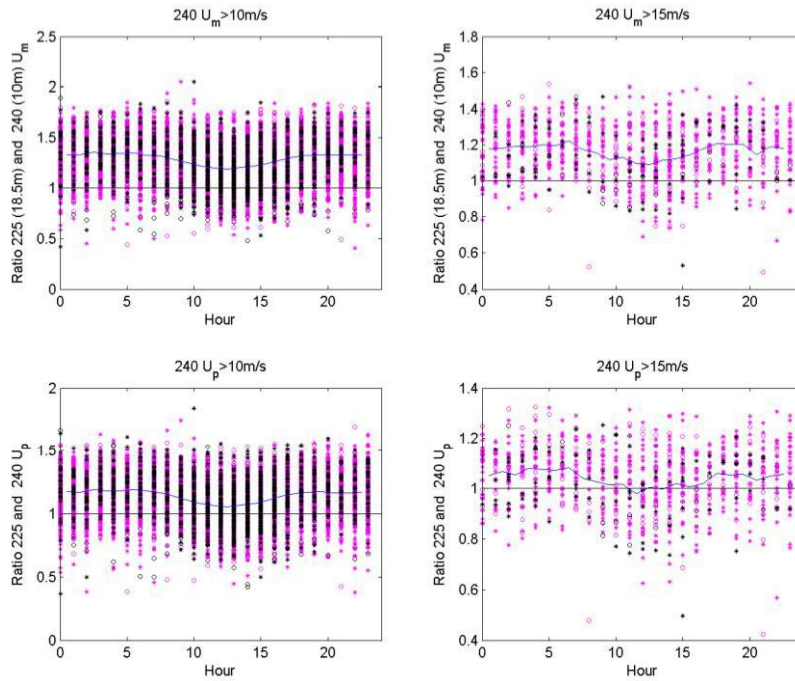 240 U_m>10m/s
Ratio 225 (18.5m) and 240 (10m) U_m
2.5
2
1.5
1
0.5
0
0 5 10 15 20
Hour
240 U_m>15m/s
Ratio 225 (18.5m) and 240 (10m) U_m
1.8
1.6
1.4
1.2
1
0.8
0.6
0.4
0 5 10 15 20
Hour
240 U_p>10m/s
Ratio 225 and 240 U_p
2
1.5
1
0.5
0
0 5 10 15 20
Hour
240 U_p>15m/s
Ratio 225 and 240 U_p
1.4
1.2
1
0.8
0.6
0.4
0 5 10 15 20
Hour